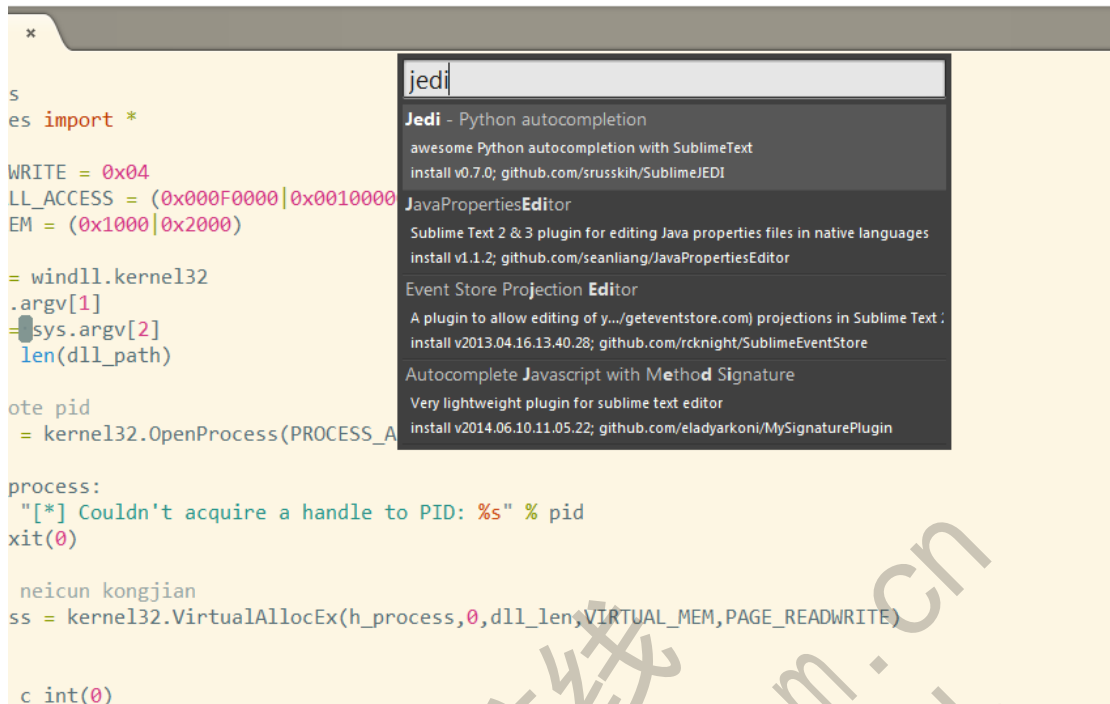 ×
jedi
s
es import *
WRITE = 0x04
LL_ACCESS = (0x000F0000|0x0010000
EM = (0x1000|0x2000)
= windll.kernel32
.argv[1]
= sys.argv[2]
len(dll_path)
ote pid
= kernel32.OpenProcess(PROCESS_A
Jedi - Python autocompletion
awesome Python autocompletion with SublimeText
install v0.7.0; github.com/srusskih/SublimeJEDI
JavaPropertiesEditor
Sublime Text 2 & 3 plugin for editing Java properties files in native languages
install v1.1.2; github.com/seanliang/JavaPropertiesEditor
Event Store Projection Editor
A plugin to allow editing of y.../geteventstore.com) projections in Sublime Text
install v2013.04.16.13.40.28; github.com/rcknight/SublimeEventStore
Autocomplete Javascript with Method Signature
Very lightweight plugin for sublime text editor
install v2014.06.10.11.05.22; github.com/eladyarkoni/MySignaturePlugin
process:
"[*] Couldn't acquire a handle to PID: %s" % pid
xit(0)
neicun kongjian
ss = kernel32.VirtualAllocEx(h_process,0,dll_len,VIRTUAL_MEM,PAGE_READWRITE)
c_int(0)
线
m.cn